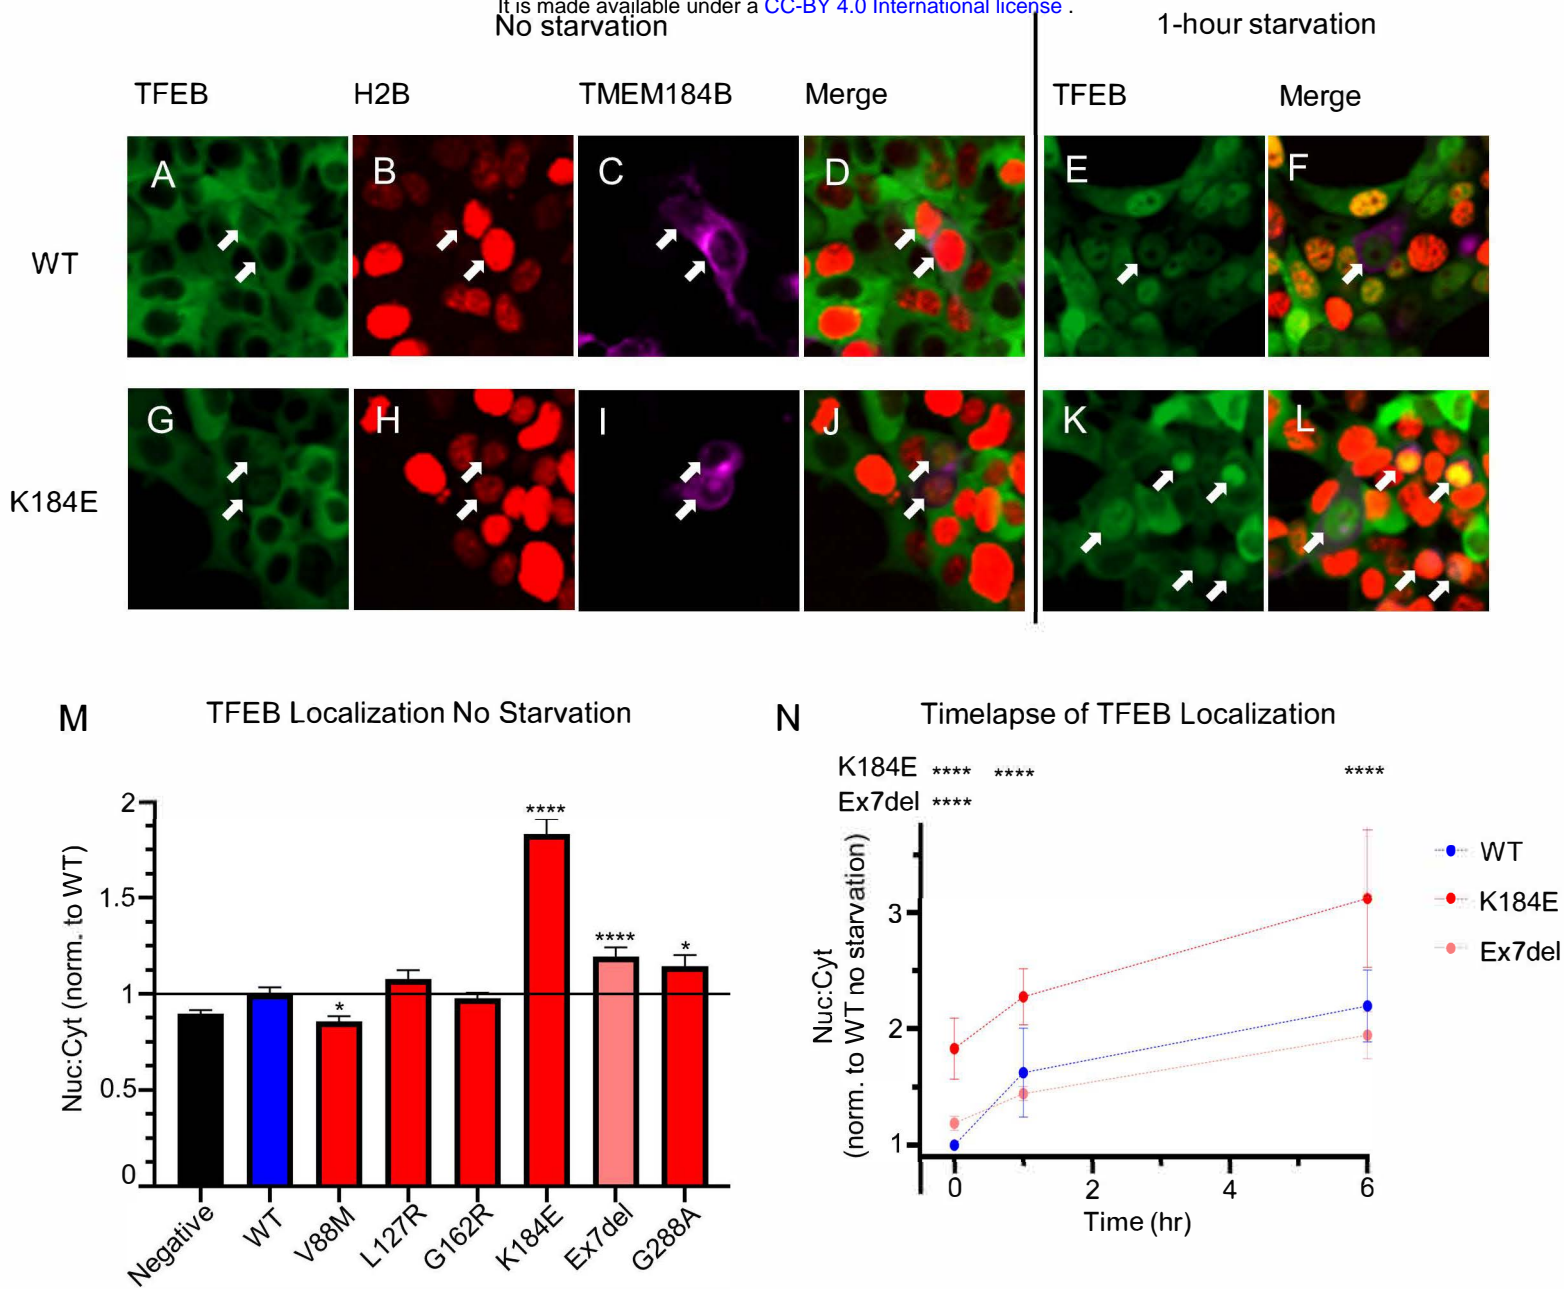 It is made available under a CC-BY 4.0 International license .
No starvation
1-hour starvation
TFEB
H2B
TMEM184B
Merge
TFEB
Merge
WT
A
B
C
D
E
F
K184E
G
H
I
J
K
L
M
TFEB Localization No Starvation
Nuc:Cyt (norm. to WT)
2
1.5
1
0.5
0
*
****
****
*
Negative
WT
V88M
L127R
G162R
K184E
Ex7del
G288A
N
Timelapse of TFEB Localization
K184E **** **** ****
Ex7del ****
Nuc:Cyt
(norm. to WT no starvation)
3
2
1
0
2
4
6
Time (hr)
WT
K184E
Ex7del